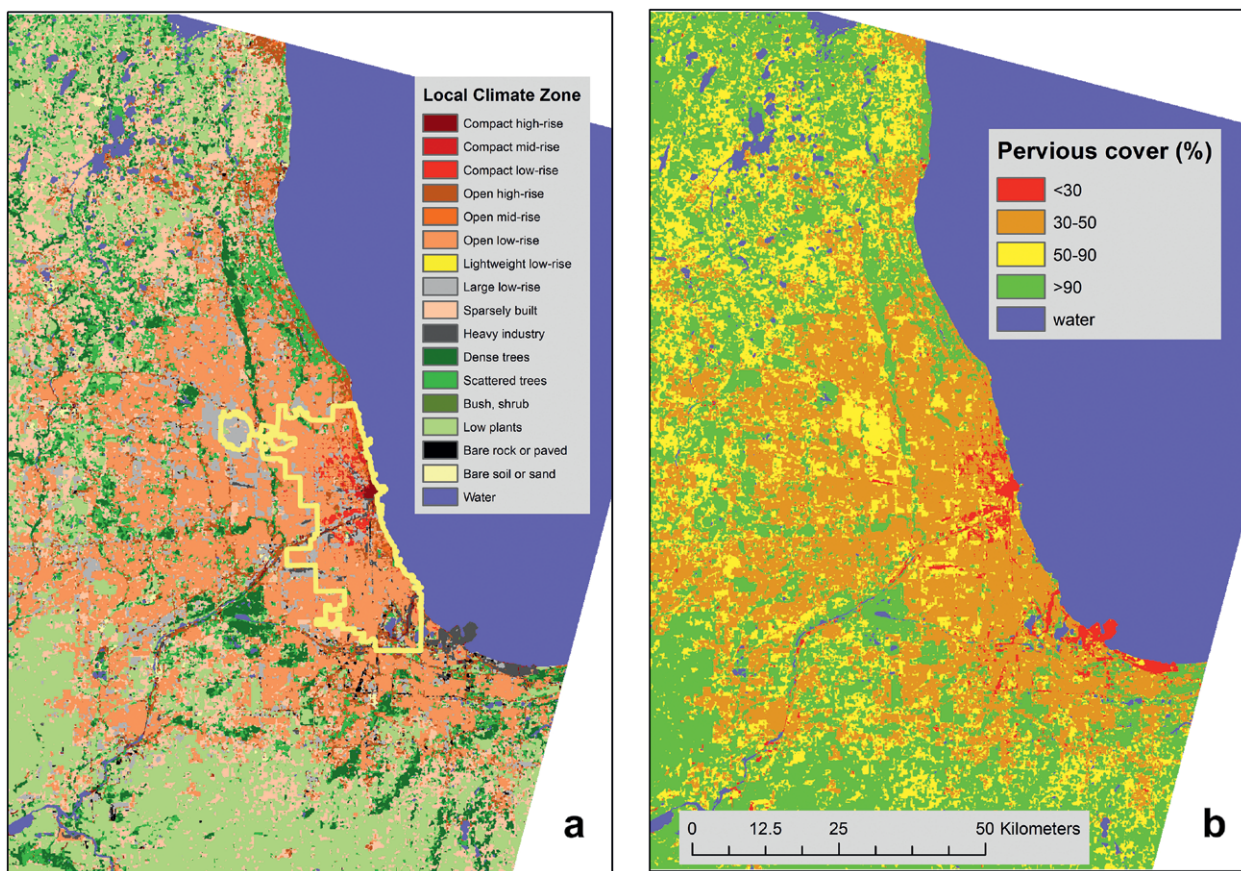 Local Climate Zone
Compact high-rise
Compact mid-rise
Compact low-rise
Open high-rise
Open mid-rise
Open low-rise
Lightweight low-rise
Large low-rise
Sparsely built
Heavy industry
Dense trees
Scattered trees
Bush, shrub
Low plants
Bare rock or paved
Bare soil or sand
Water
a
Pervious cover (%)
<30
30-50
50-90
>90
water
0 12.5 25 50 Kilometers
b